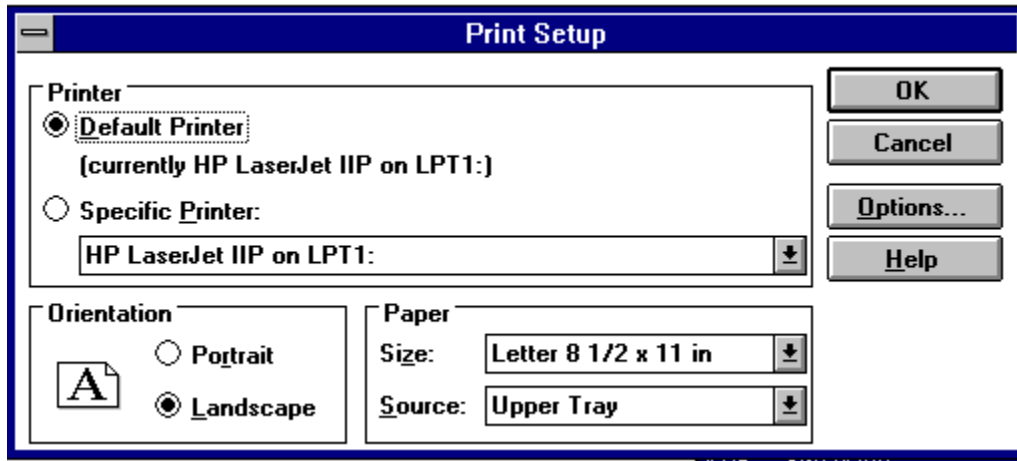 Print Setup
Printer
Default Printer
(currently HP LaserJet IIP on LPT1:)
Specific Printer:
HP LaserJet IIP on LPT1:
OK
Cancel
Options...
Help
Orientation
A
Portrait
Landscape
Paper
Size: Letter 8 1/2 x 11 in
Source: Upper Tray